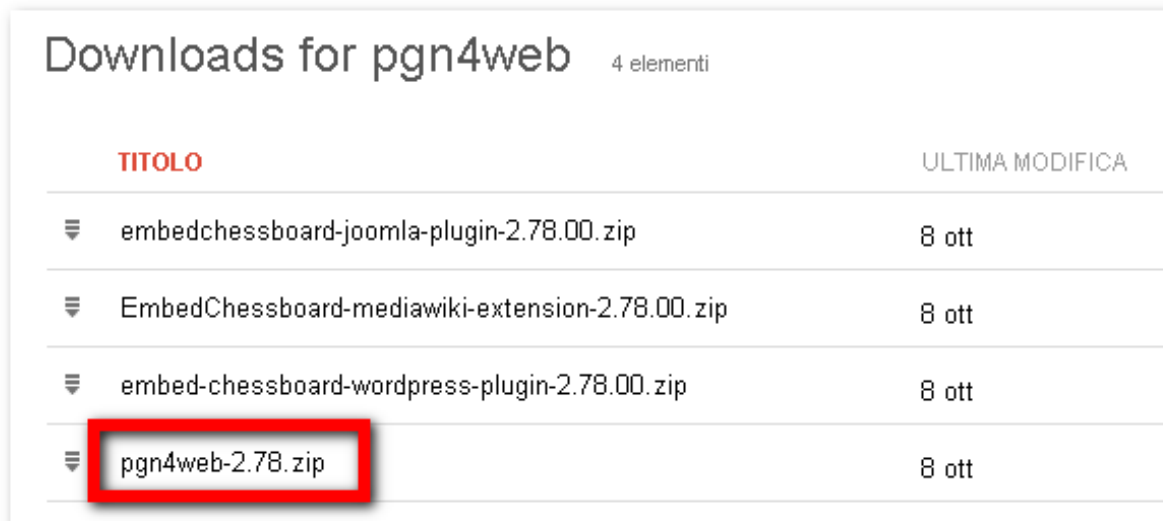 Downloads for pgn4web 4 elementi
TITOLO ULTIMA MODIFICA
embedchessboard-joomla-plugin-2.78.00.zip 8 ott
EmbedChessboard-mediawiki-extension-2.78.00.zip 8 ott
embed-chessboard-wordpress-plugin-2.78.00.zip 8 ott
pgn4web-2.78.zip 8 ott